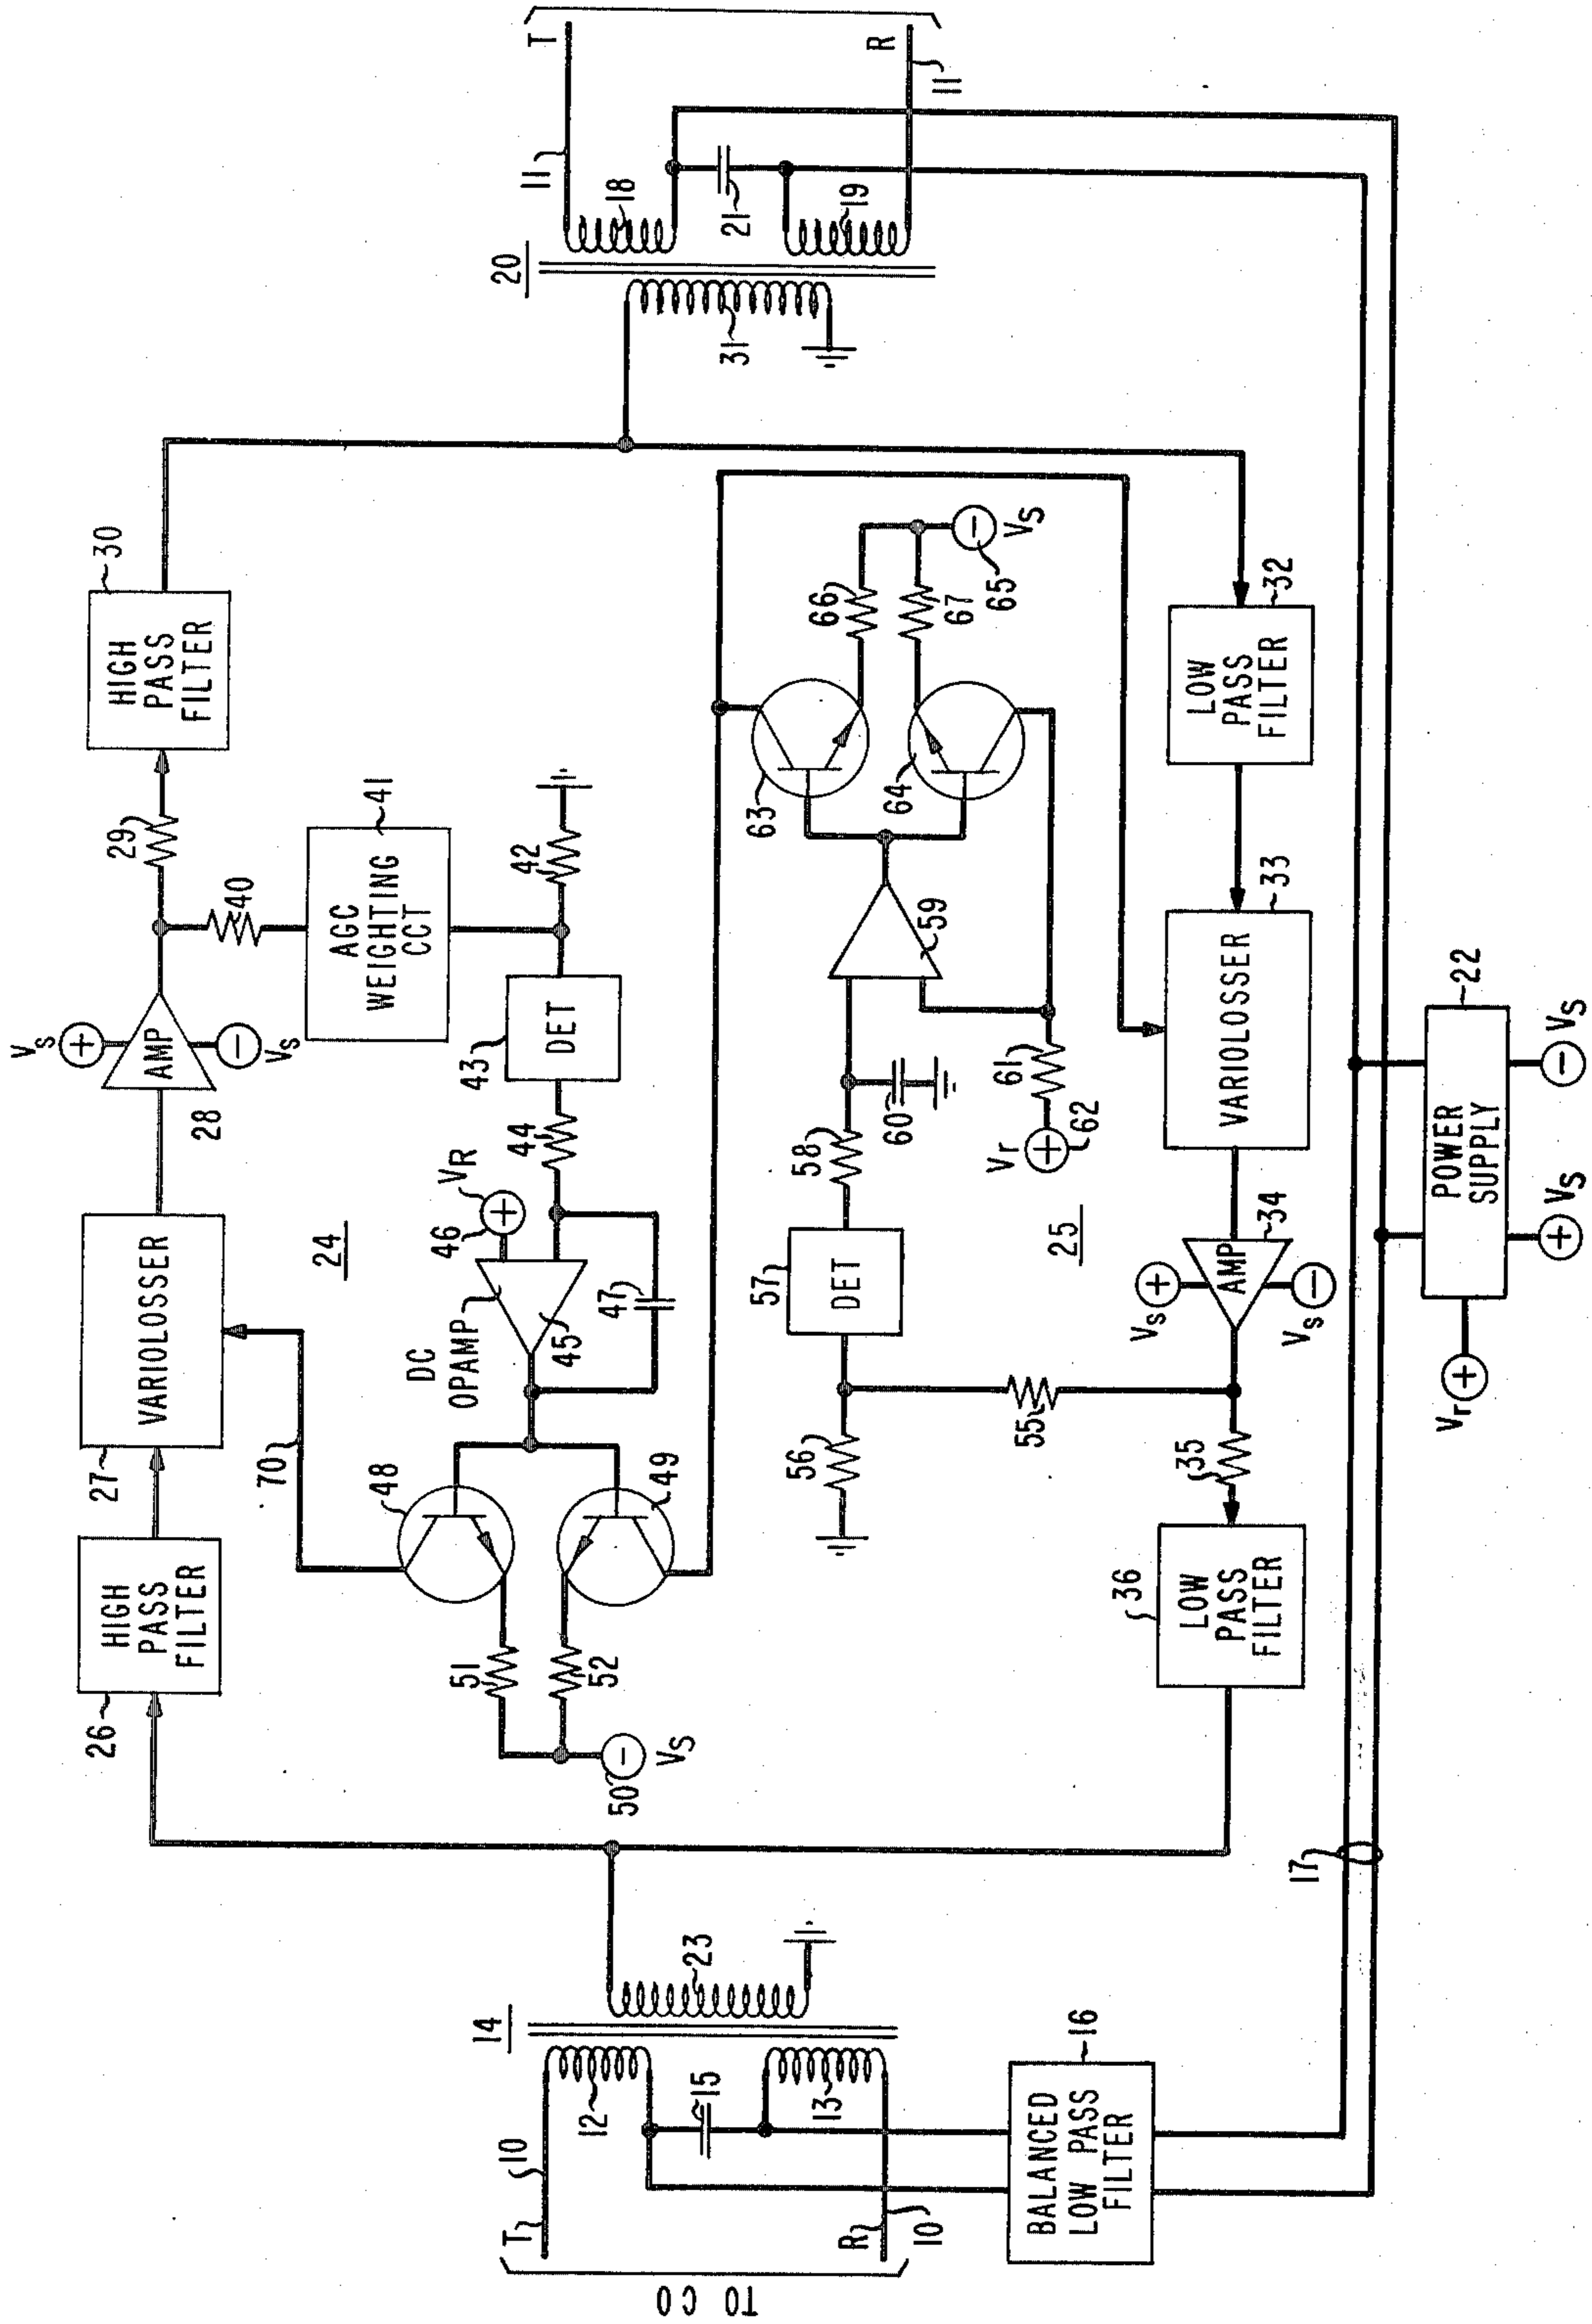 TO CO
T
10
R
10
14
12
13
15
23
BALANCED
LOW PASS
FILTER
16
17
26
HIGH
PASS
FILTER
27
VARIOLOSSER
70
24
Vs
+
AMP
28
−
Vs
29
40
30
HIGH
PASS
FILTER
AGC
WEIGHTING
CCT
41
42
43
DET
44
VR
46
+
DC
OPAMP
45
47
48
49
51
52
50
−
Vs
56
57
DET
58
60
59
61
Vr
+
62
25
55
63
64
66
67
65
−
Vs
20
31
18
19
21
T
11
R
11
32
LOW
PASS
FILTER
33
VARIOLOSSER
34
AMP
Vs
+
Vs
−
35
36
LOW
PASS
FILTER
22
POWER
SUPPLY
Vr
+
+
Vs
−
Vs